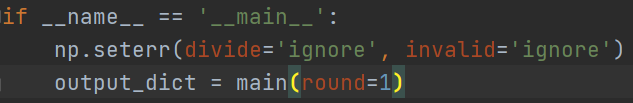 if __name__ == '__main__':
    np.seterr(divide='ignore', invalid='ignore')
    output_dict = main(round=1)